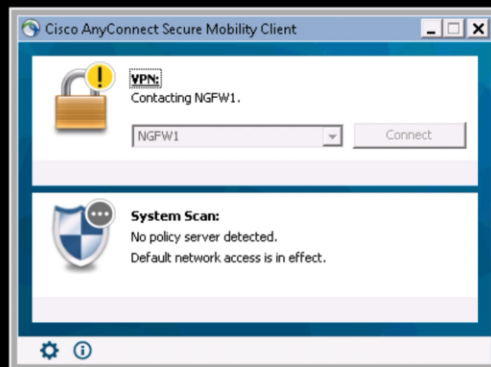 Cisco AnyConnect Secure Mobility Client
VPN:
Contacting NGFW1.
NGFW1
Connect
System Scan:
No policy server detected.
Default network access is in effect.